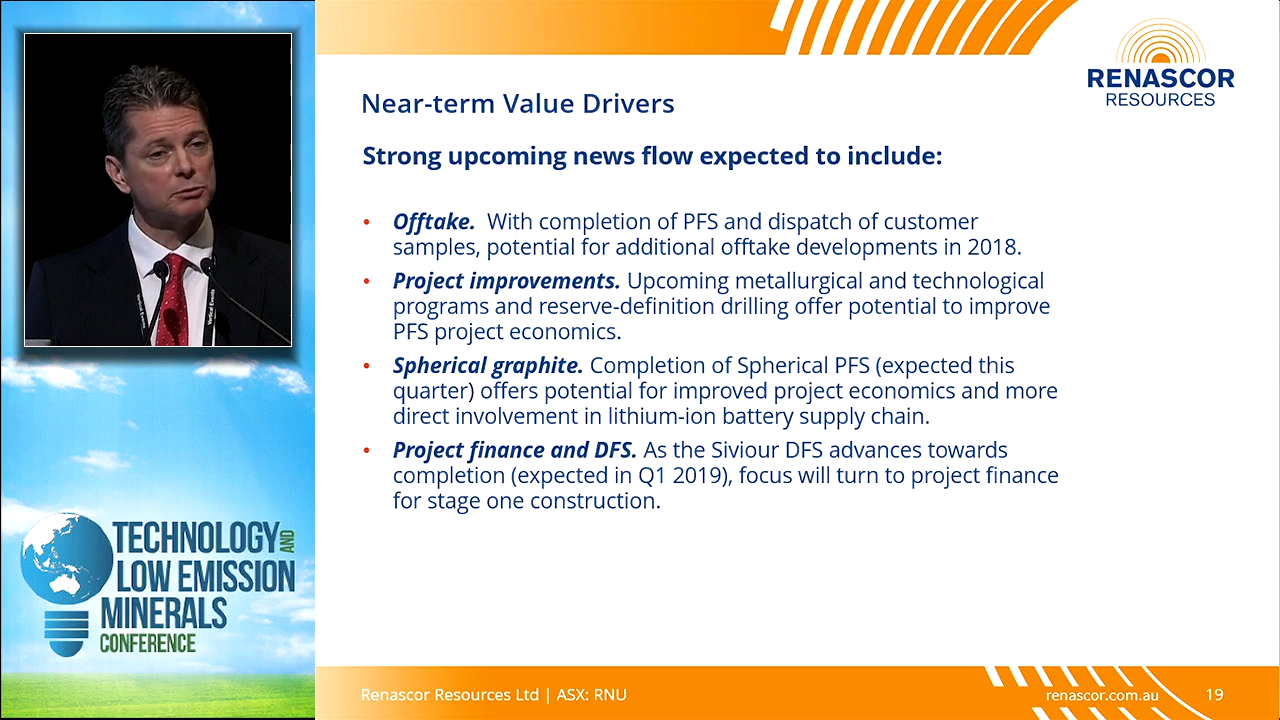 RENASCOR
RESOURCES
Near-term Value Drivers
Strong upcoming news flow expected to include:
• Offtake. With completion of PFS and dispatch of customer
samples, potential for additional offtake developments in 2018.
• Project improvements. Upcoming metallurgical and technological
programs and reserve-definition drilling offer potential to improve
PFS project economics.
• Spherical graphite. Completion of Spherical PFS (expected this
quarter) offers potential for improved project economics and more
direct involvement in lithium-ion battery supply chain.
• Project finance and DFS. As the Siviour DFS advances towards
completion (expected in Q1 2019), focus will turn to project finance
for stage one construction.
TECHNOLOGY AND
LOW EMISSION
MINERALS
CONFERENCE
Renascor Resources Ltd | ASX: RNU
renascor.com.au
19
Vertical Events